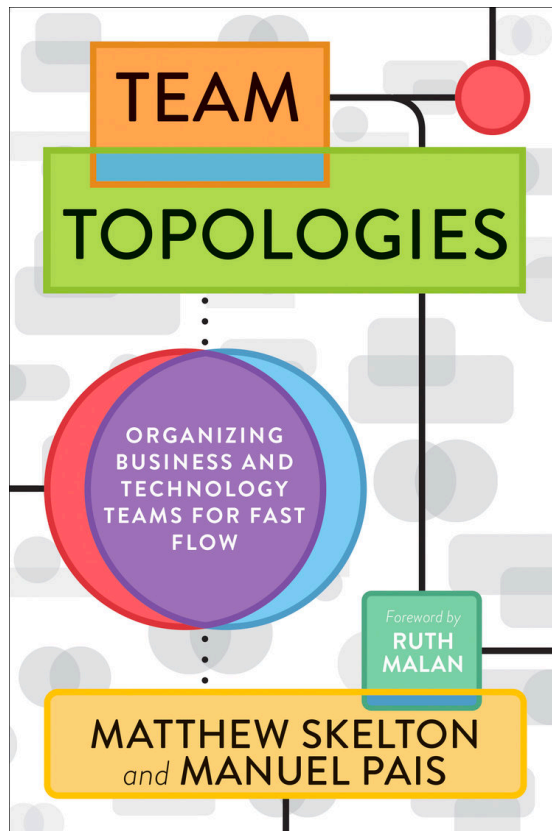 TEAM
TOPOLOGIES
ORGANIZING
BUSINESS AND
TECHNOLOGY
TEAMS FOR FAST
FLOW
Foreword by
RUTH
MALAN
MATTHEW SKELTON
and MANUEL PAIS